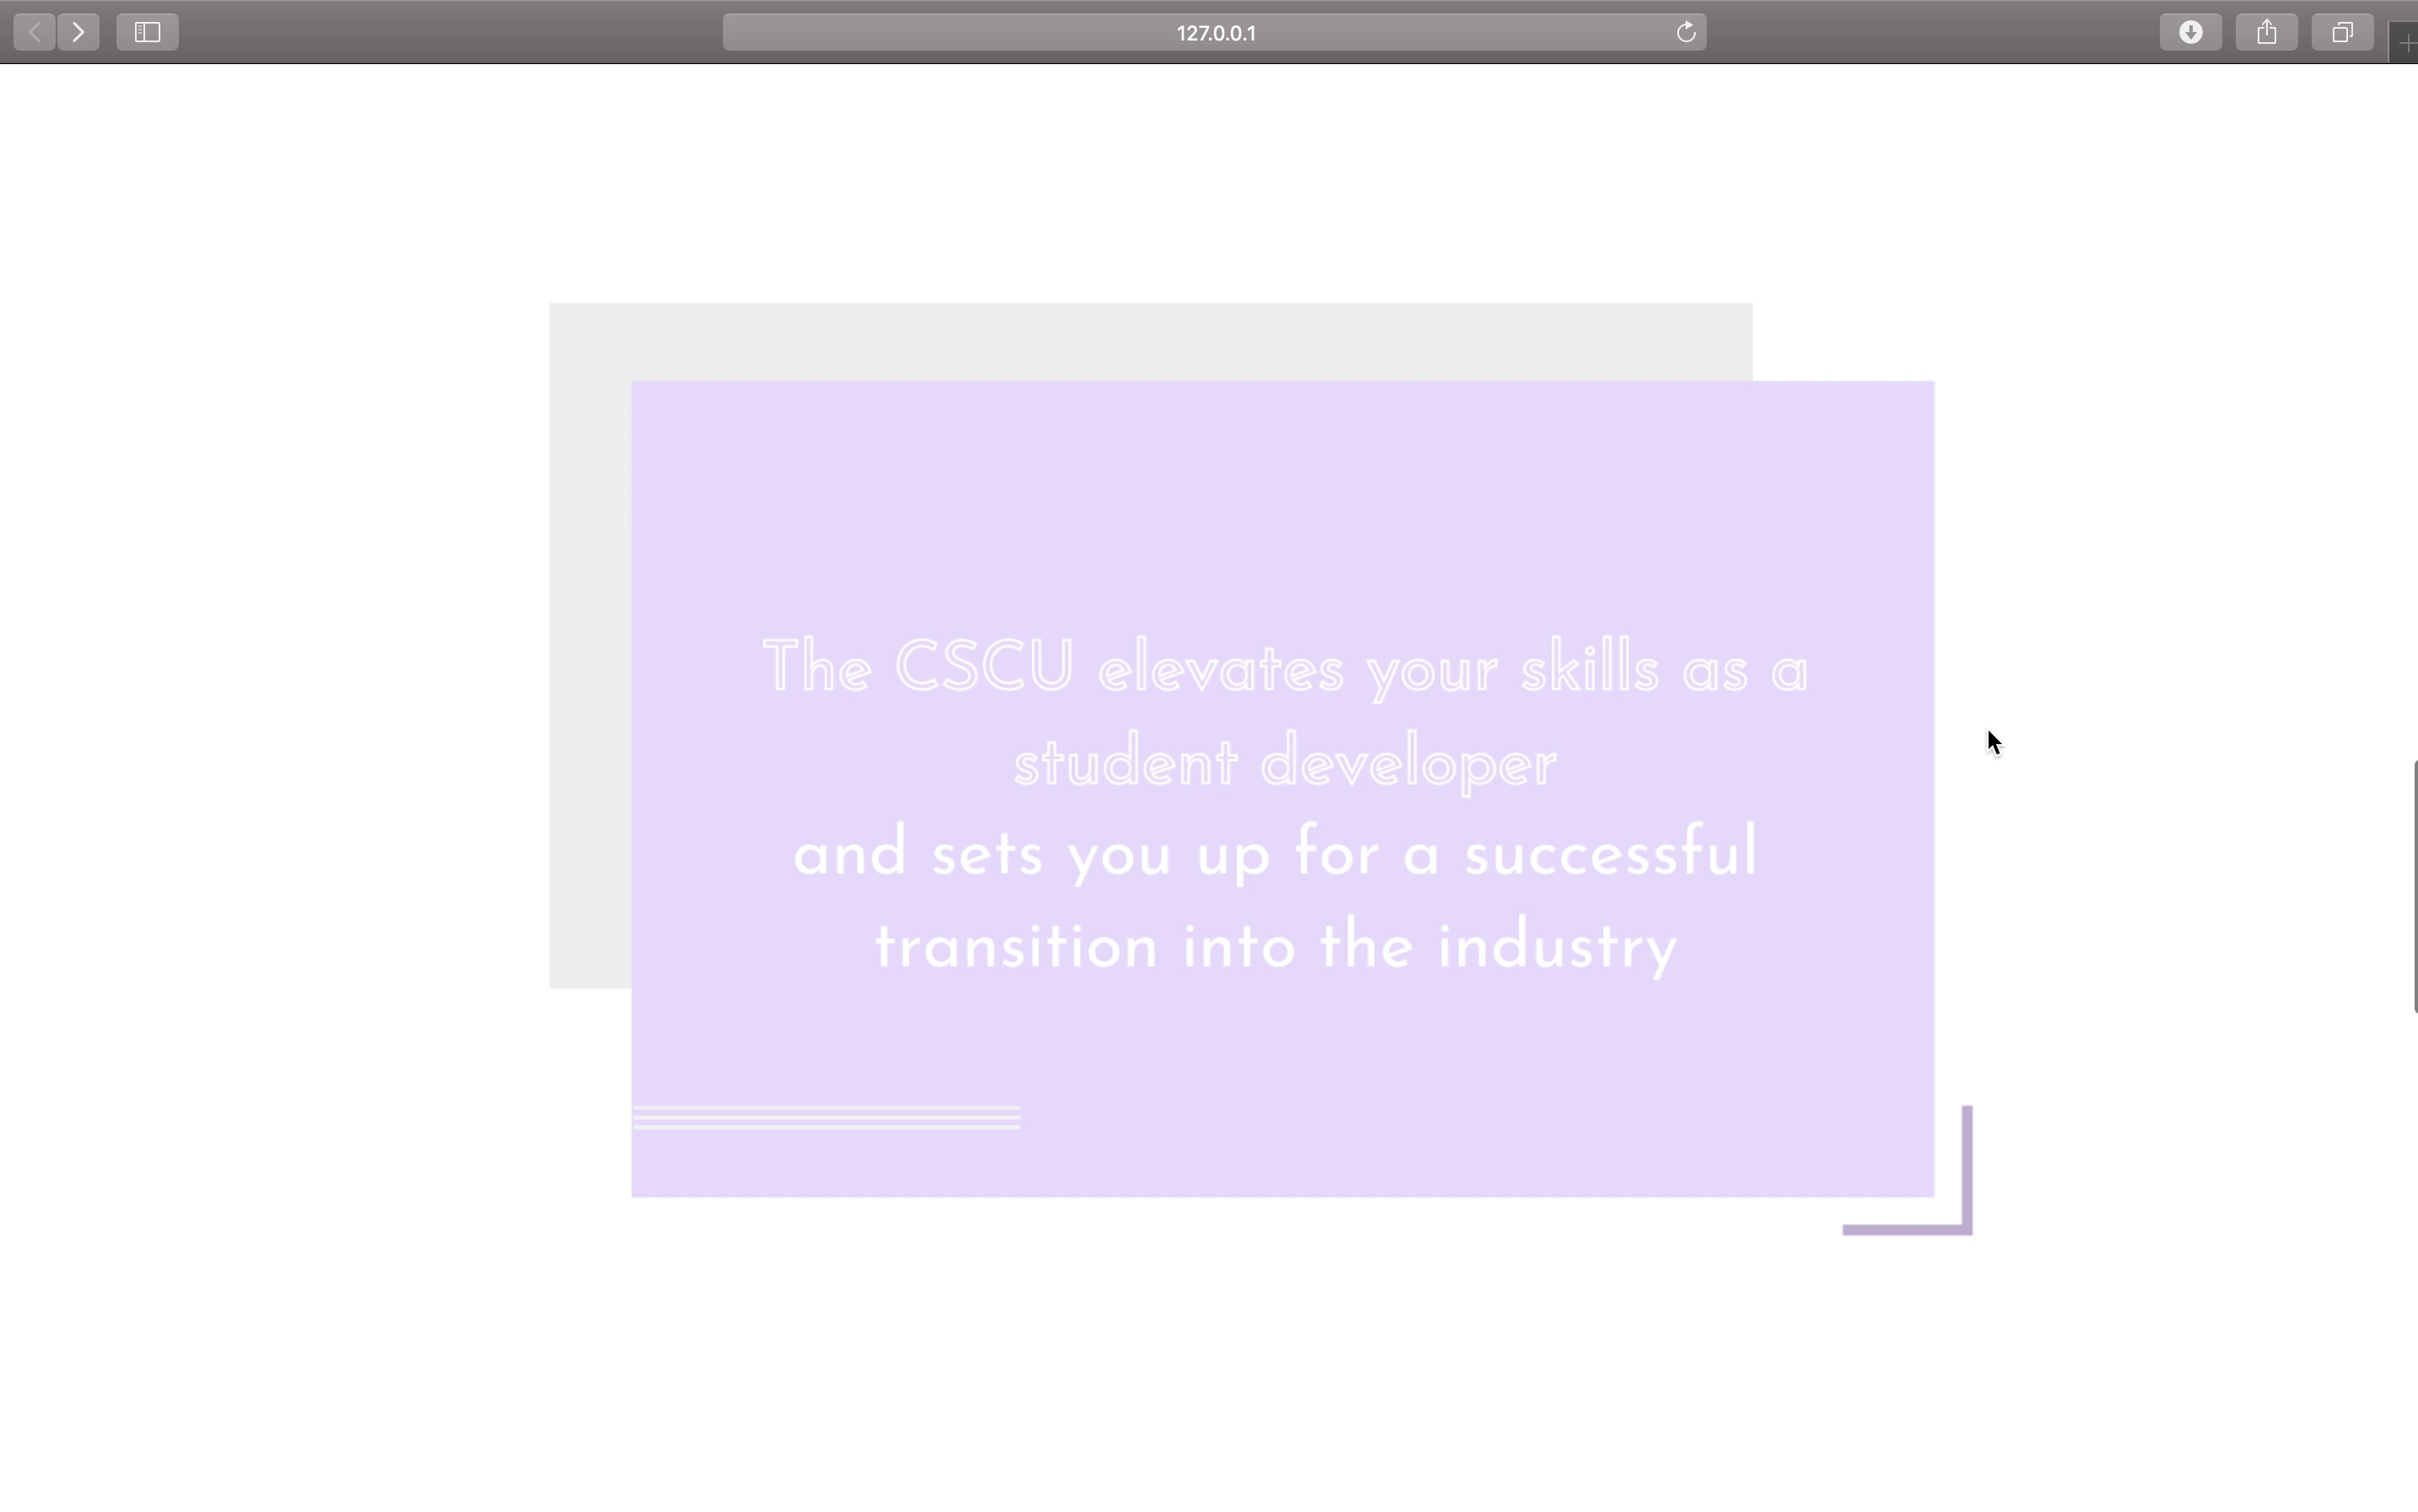 127.0.0.1
The CSCU elevates your skills as a
student developer
and sets you up for a successful
transition into the industry